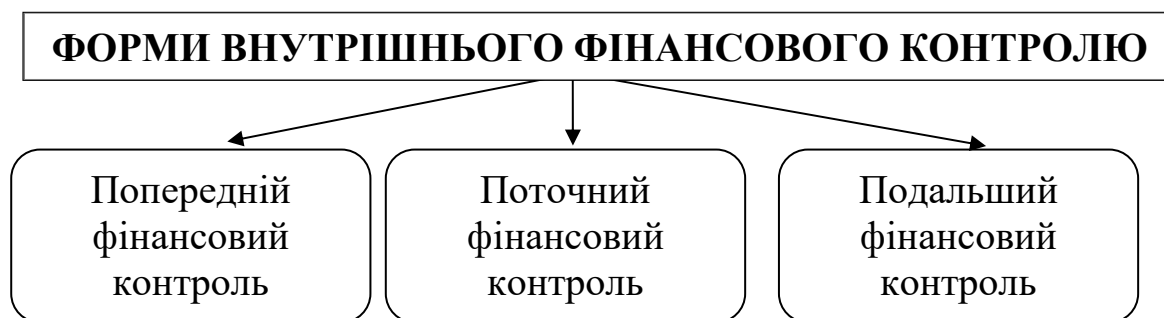 ФОРМИ ВНУТРІШНЬОГО ФІНАНСОВОГО КОНТРОЛЮ
Попередній
фінансовий
контроль
Поточний
фінансовий
контроль
Подальший
фінансовий
контроль